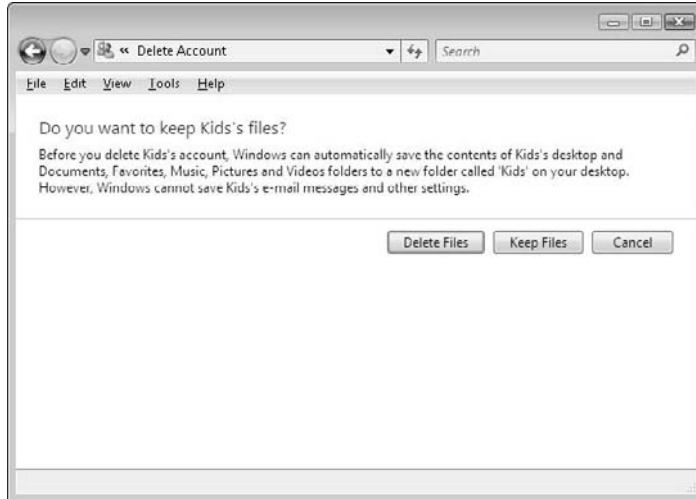 « Delete Account
Search
File Edit View Tools Help
Do you want to keep Kids's files?
Before you delete Kids's account, Windows can automatically save the contents of Kids's desktop and
Documents, Favorites, Music, Pictures and Videos folders to a new folder called 'Kids' on your desktop.
However, Windows cannot save Kids's e-mail messages and other settings.
Delete Files Keep Files Cancel